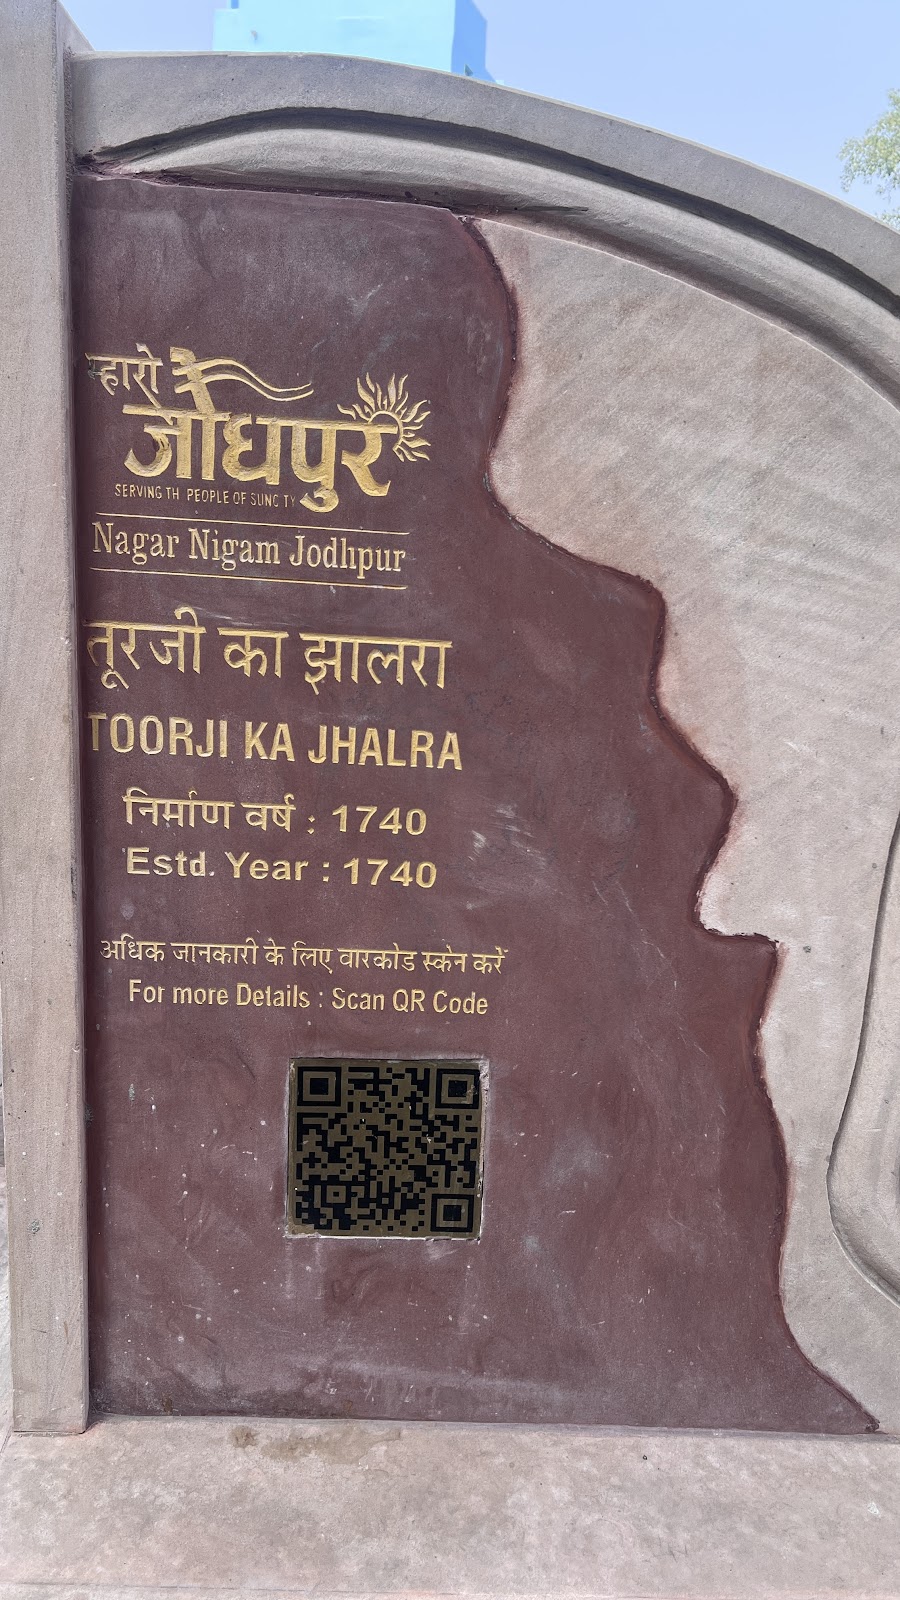 म्हारो
जोधपुर
SERVING TH PEOPLE OF SUNC TY
Nagar Nigam Jodhpur
तूरजी का झालरा
TOORJI KA JHALRA
निर्माण वर्ष : 1740
Estd. Year : 1740
अधिक जानकारी के लिए वारकोड स्केन करें
For more Details : Scan QR Code